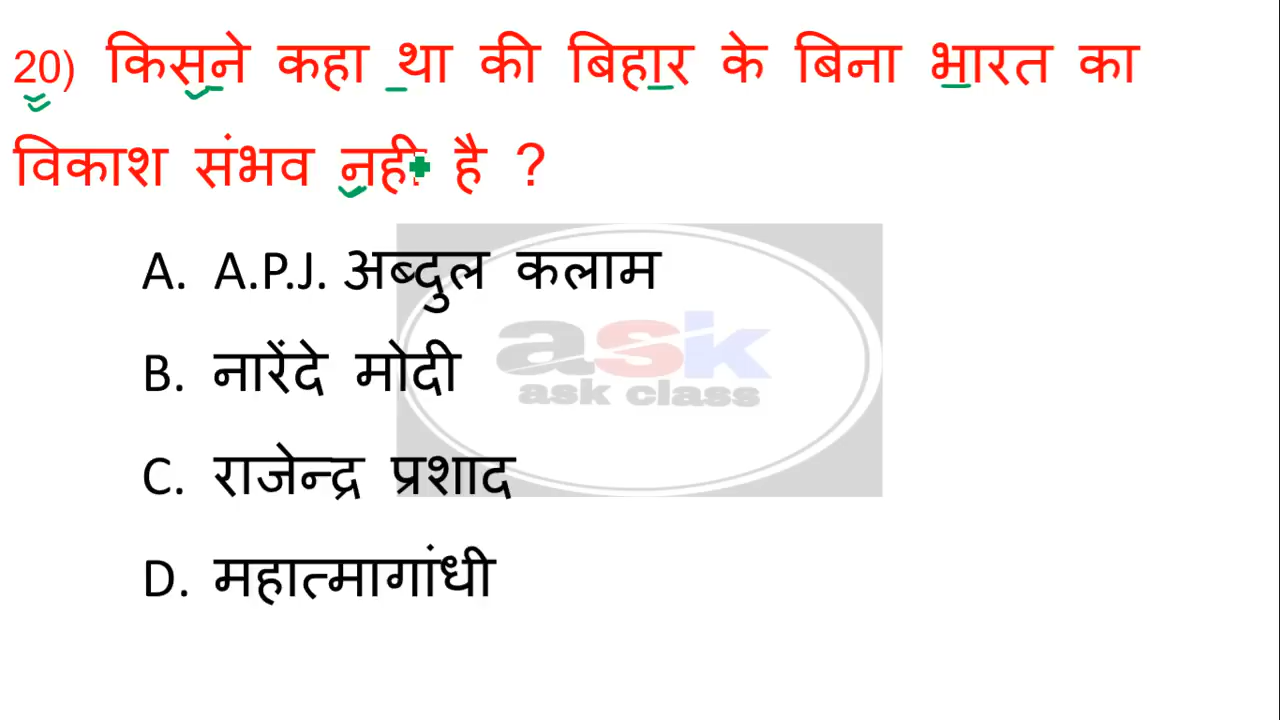 20) किसने कहा था की बिहार के बिना भारत का
विकाश संभव नही है ?
A. A.P.J. अब्दुल कलाम
B. नारेंदे मोदी
C. राजेन्द्र प्रशाद
D. महात्मागांधी
ask
ask class